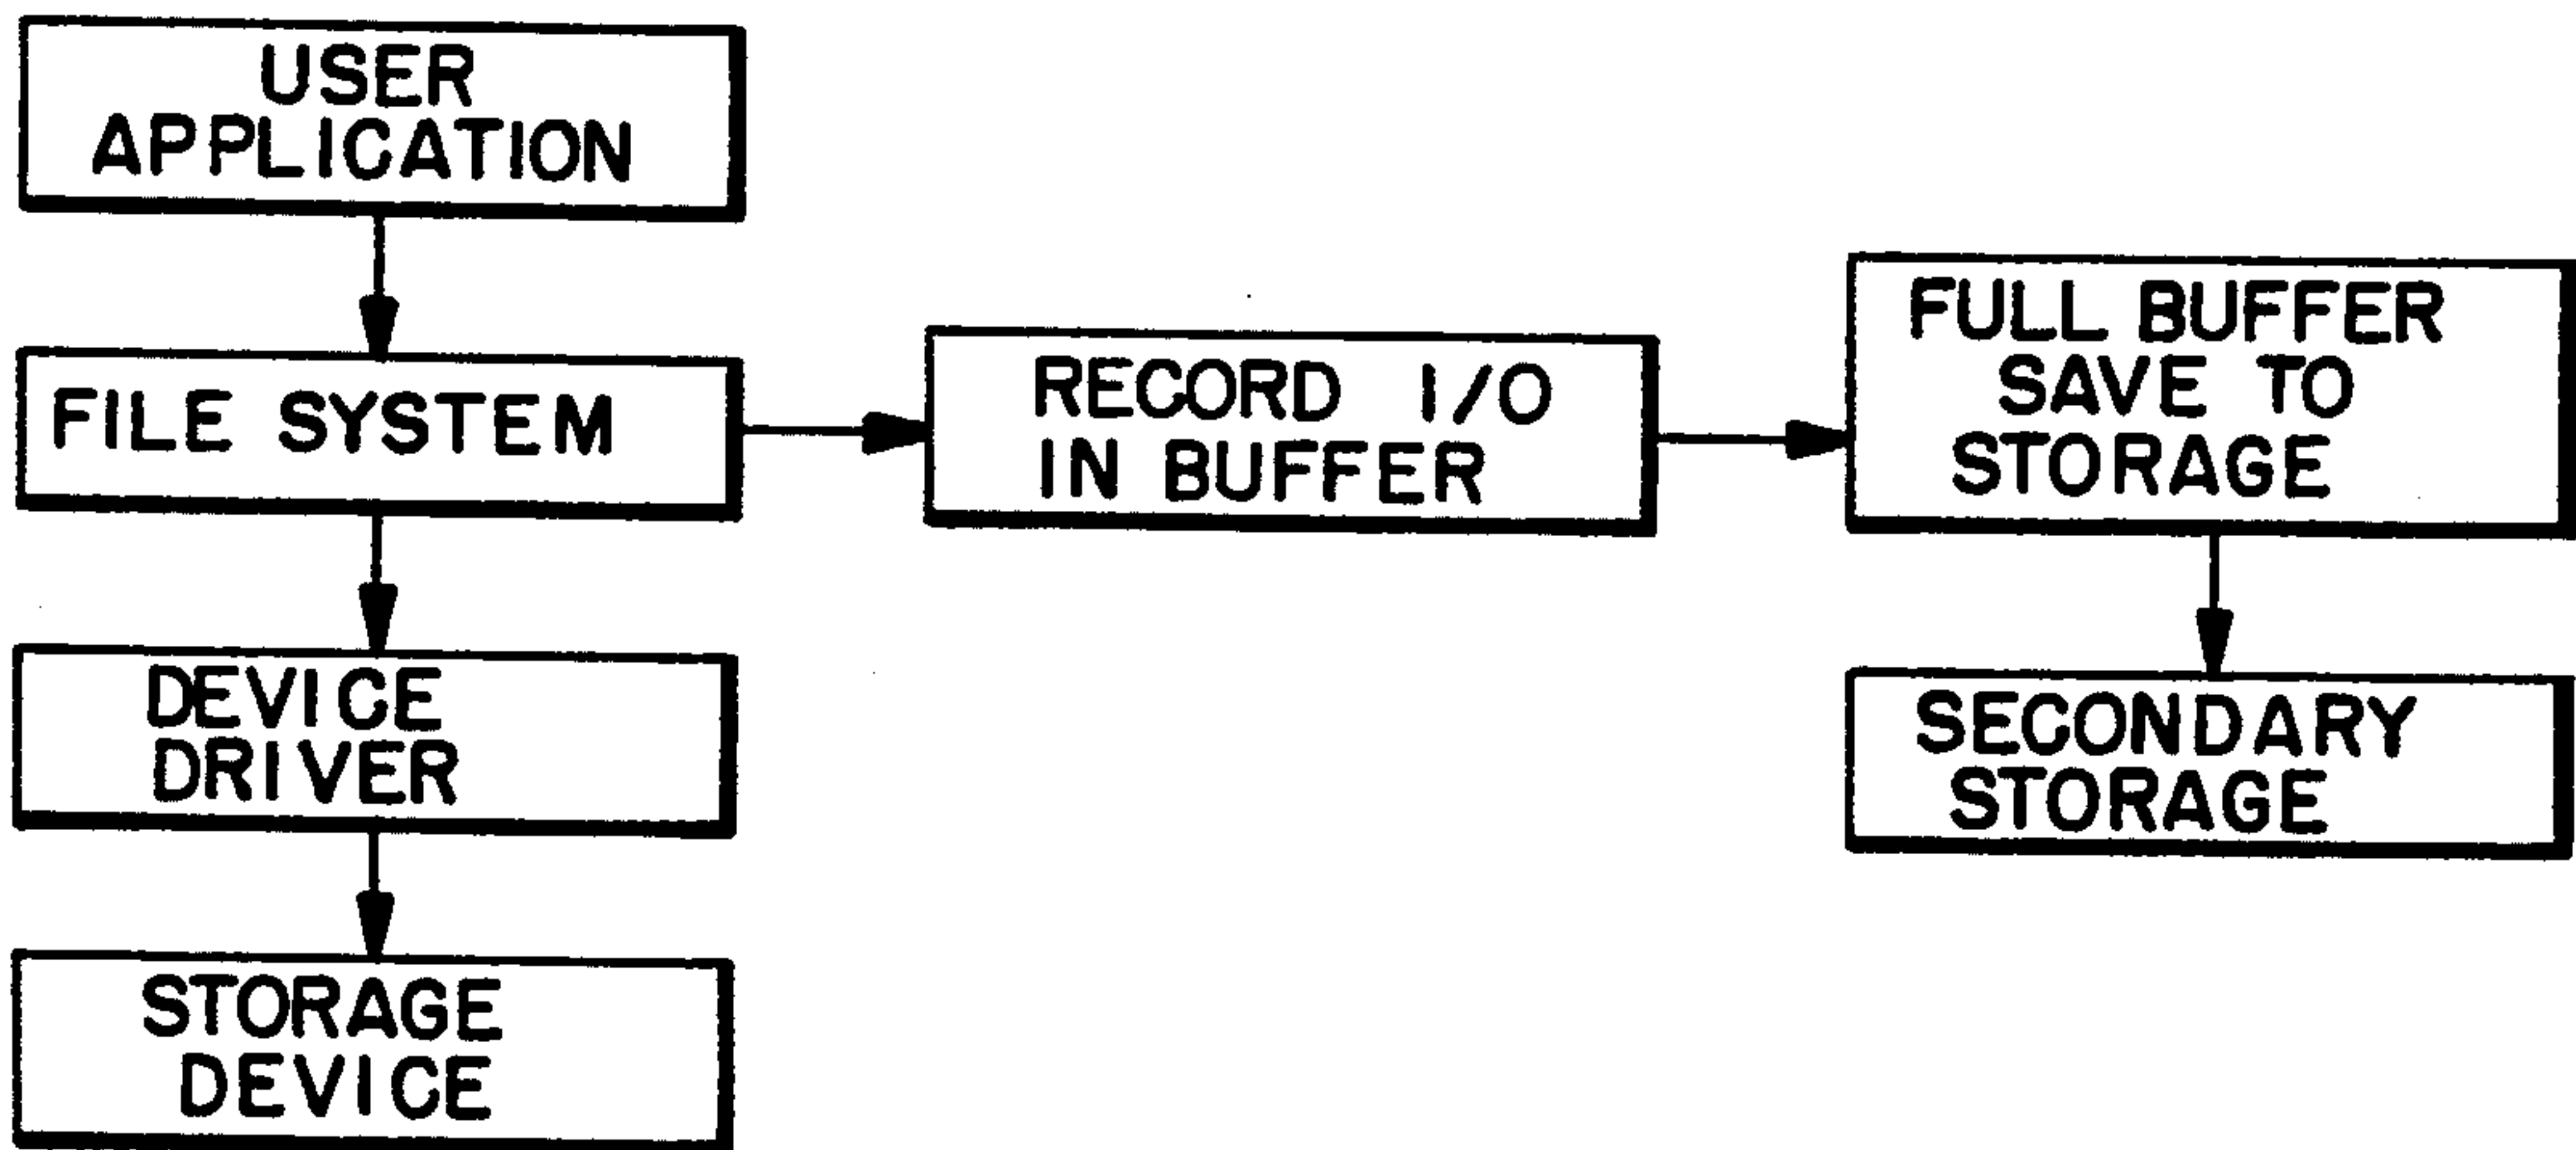 USER
APPLICATION
FILE SYSTEM
RECORD I/O
IN BUFFER
FULL BUFFER
SAVE TO
STORAGE
DEVICE
DRIVER
SECONDARY
STORAGE
STORAGE
DEVICE